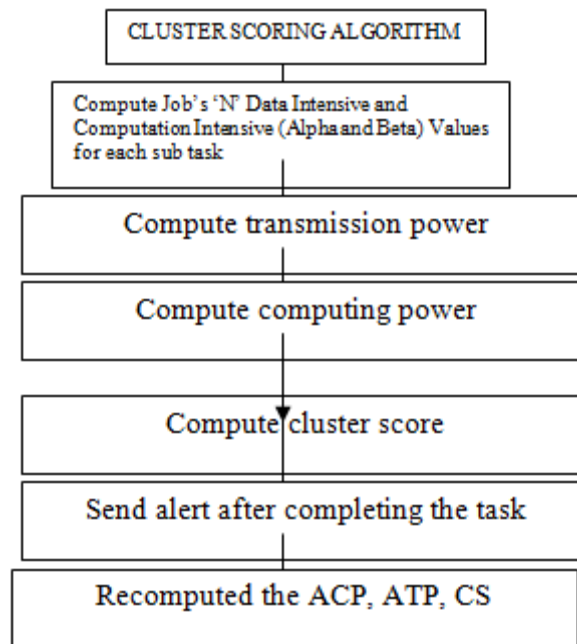 CLUSTER SCORING ALGORITHM
Compute Job's 'N' Data Intensive and
Computation Intensive (Alpha and Beta) Values
for each sub task
Compute transmission power
Compute computing power
Compute cluster score
Send alert after completing the task
Recomputed the ACP, ATP, CS